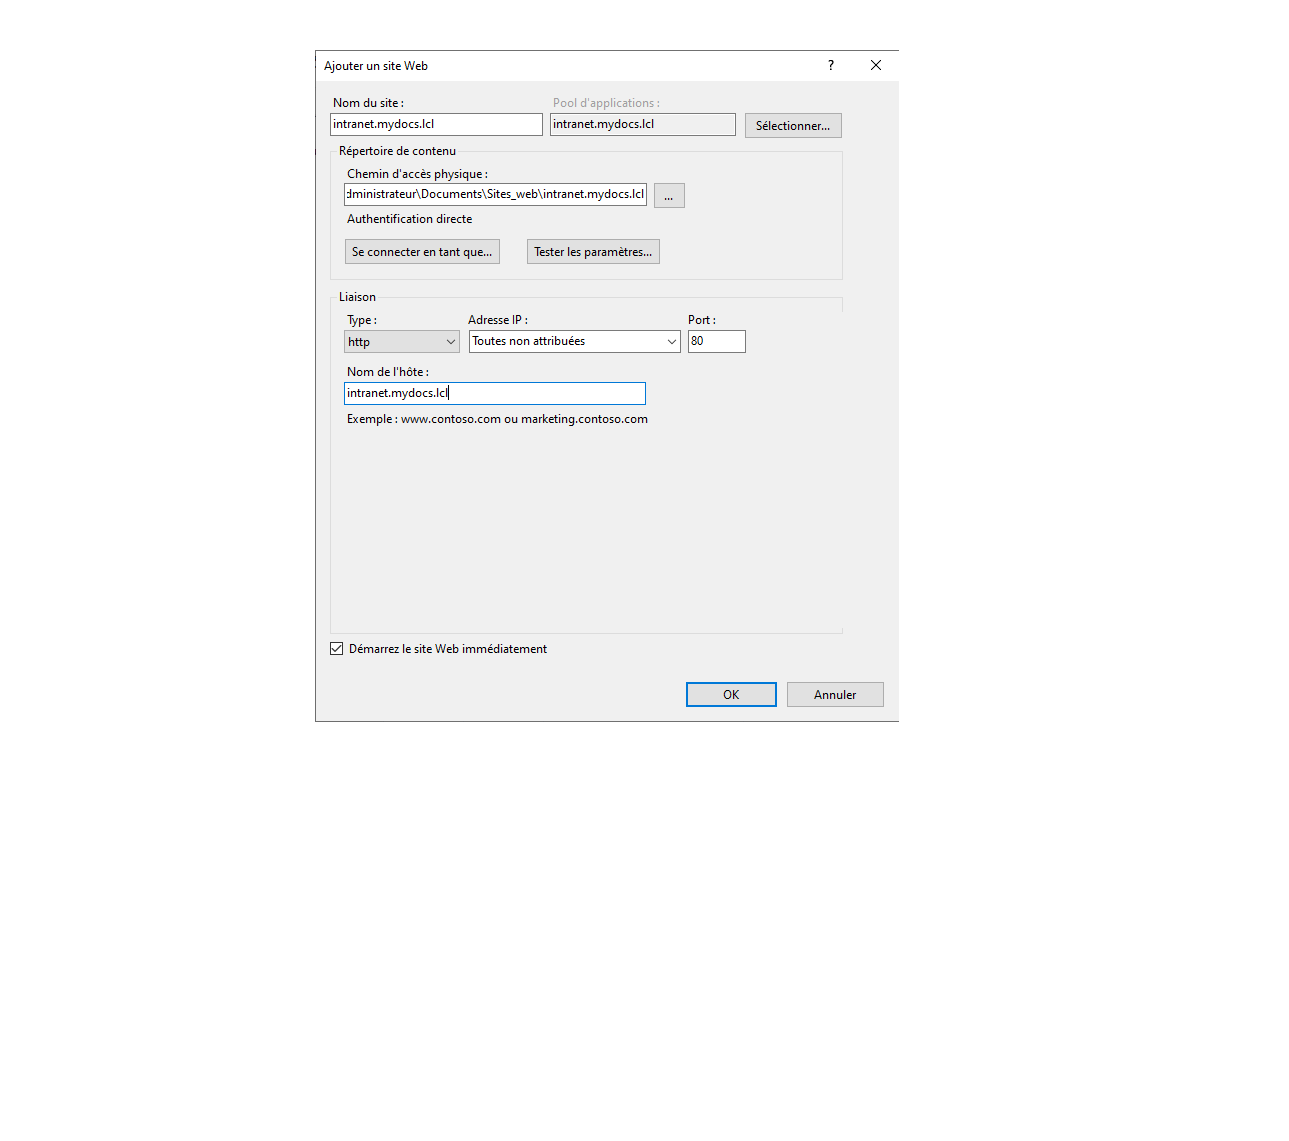 Ajouter un site Web
?
Nom du site :
Pool d'applications :
intranet.mydocs.lcl
intranet.mydocs.lcl
Sélectionner...
Répertoire de contenu
Chemin d'accès physique :
dministrateur\Documents\Sites_web\intranet.mydocs.lcl
...
Authentification directe
Se connecter en tant que...
Tester les paramètres...
Liaison
Type :
Adresse IP :
Port :
http
Toutes non attribuées
80
Nom de l'hôte :
intranet.mydocs.lcl
Exemple : www.contoso.com ou marketing.contoso.com
Démarrez le site Web immédiatement
OK
Annuler